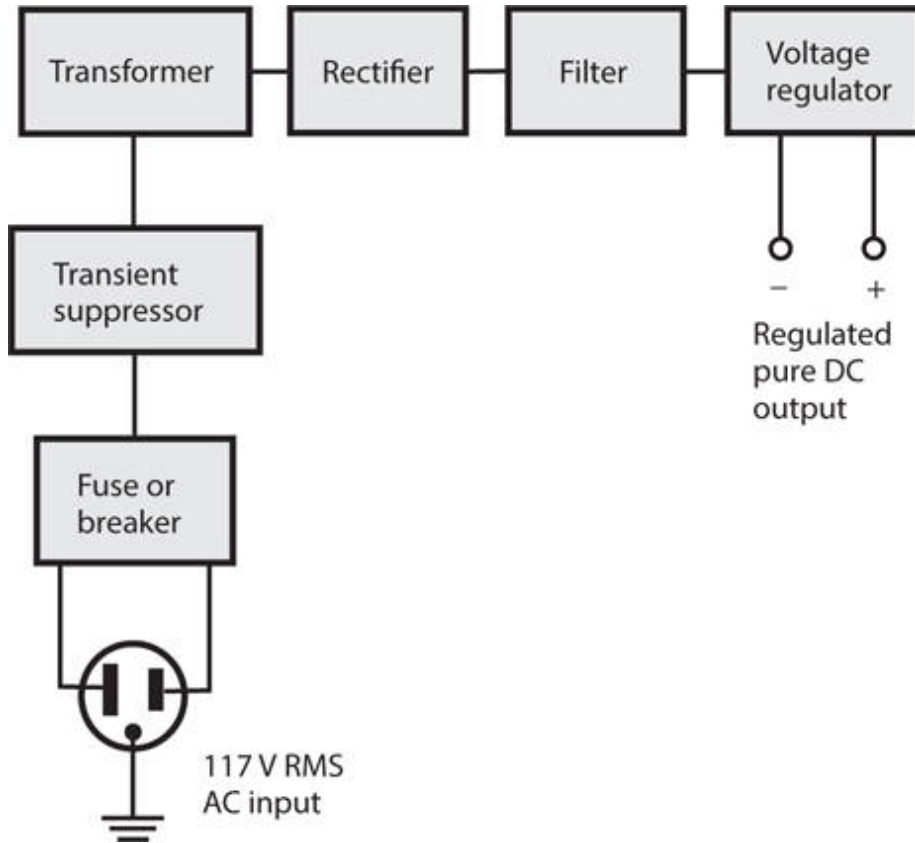 Transformer
Rectifier
Filter
Voltage
regulator
Transient
suppressor
− +
Regulated
pure DC
output
Fuse or
breaker
117 V RMS
AC input